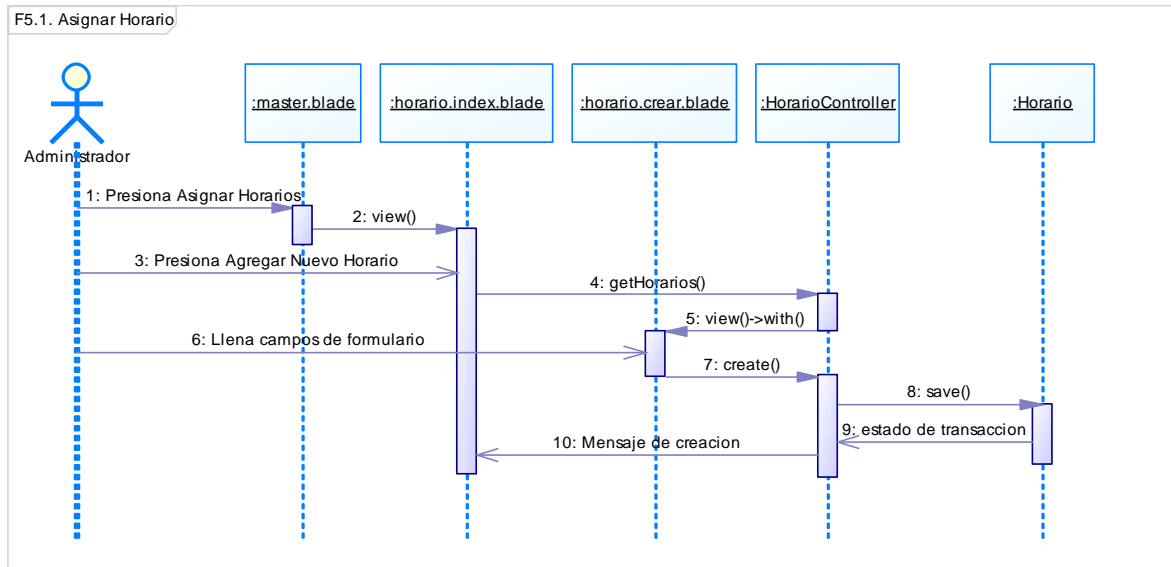 F5.1. Asignar Horario
Administrador
:master.blade
:horario.index.blade
:horario.crear.blade
:HorarioController
:Horario
1: Presiona Asignar Horarios
2: view()
3: Presiona Agregar Nuevo Horario
4: getHorarios()
5: view()->with()
6: Llena campos de formulario
7: create()
8: save()
9: estado de transaccion
10: Mensaje de creacion